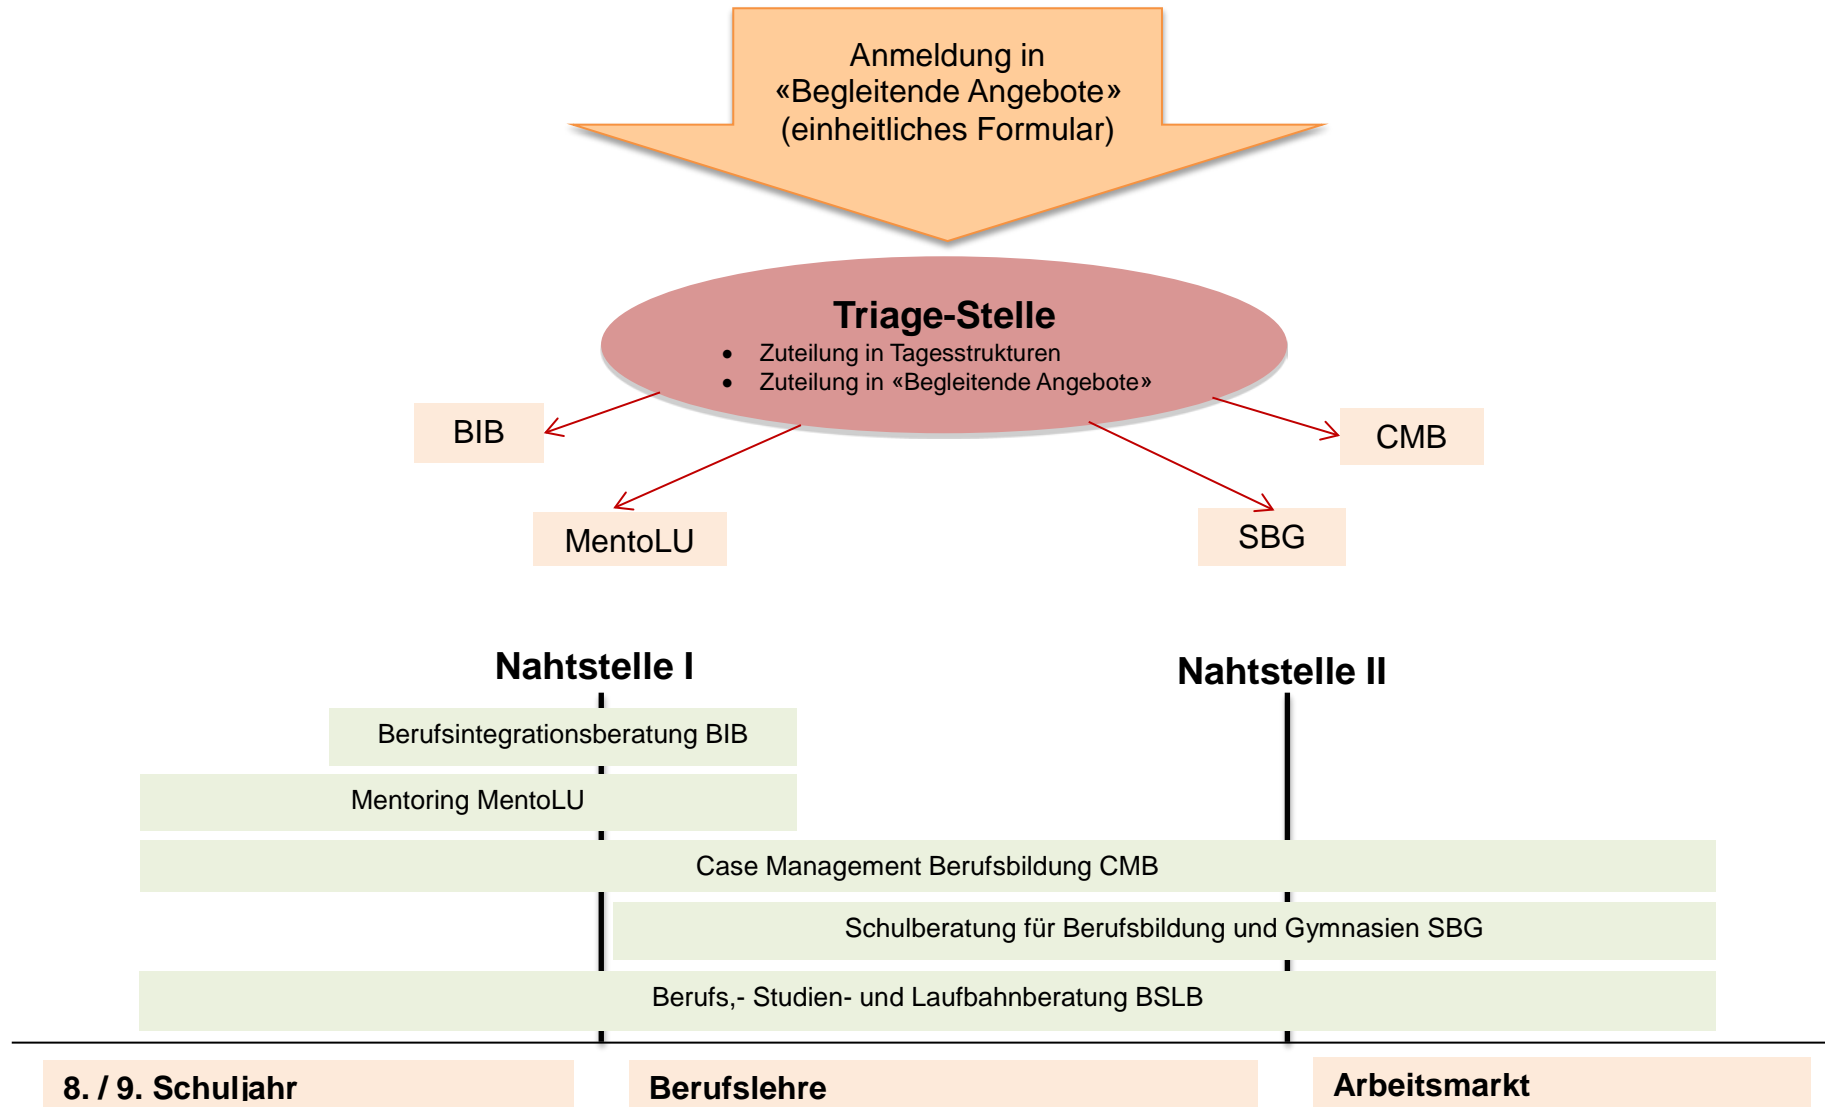 Anmeldung in
«Begleitende Angebote»
(einheitliches Formular)
Triage-Stelle
• Zuteilung in Tagesstrukturen
• Zuteilung in «Begleitende Angebote»
BIB
CMB
MentoLU
SBG
Nahtstelle I
Nahtstelle II
Berufsintegrationsberatung BIB
Mentoring MentoLU
Case Management Berufsbildung CMB
Schulberatung für Berufsbildung und Gymnasien SBG
Berufs,- Studien- und Laufbahnberatung BSLB
8. / 9. Schuljahr
Berufslehre
Arbeitsmarkt